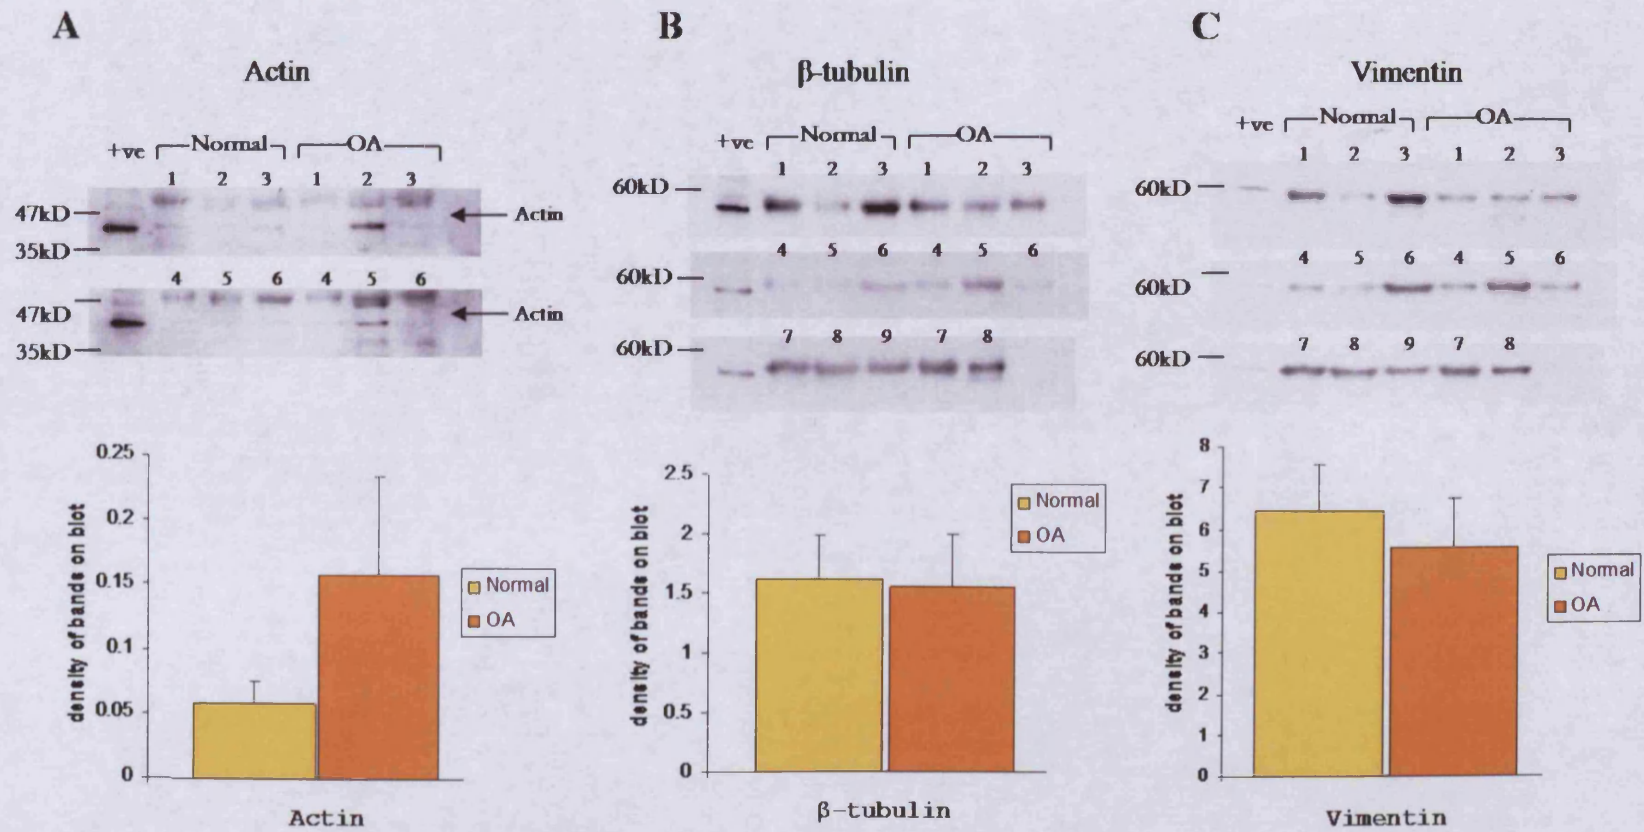 A
Actin
+ve Normal OA
1 2 3 1 2 3
47kD
Actin
35kD
4 5 6 4 5 6
47kD
Actin
35kD
0.25
0.2
0.15
0.1
0.05
0
density of bands on blot
Normal
OA
Actin
B
β-tubulin
+ve Normal OA
1 2 3 1 2 3
60kD
4 5 6 4 5 6
60kD
7 8 9 7 8
60kD
2.5
2
1.5
1
0.5
0
density of bands on blot
Normal
OA
β-tubulin
C
Vimentin
+ve Normal OA
1 2 3 1 2 3
60kD
4 5 6 4 5 6
60kD
7 8 9 7 8
60kD
8
7
6
5
4
3
2
1
0
density of bands on blot
Normal
OA
Vimentin